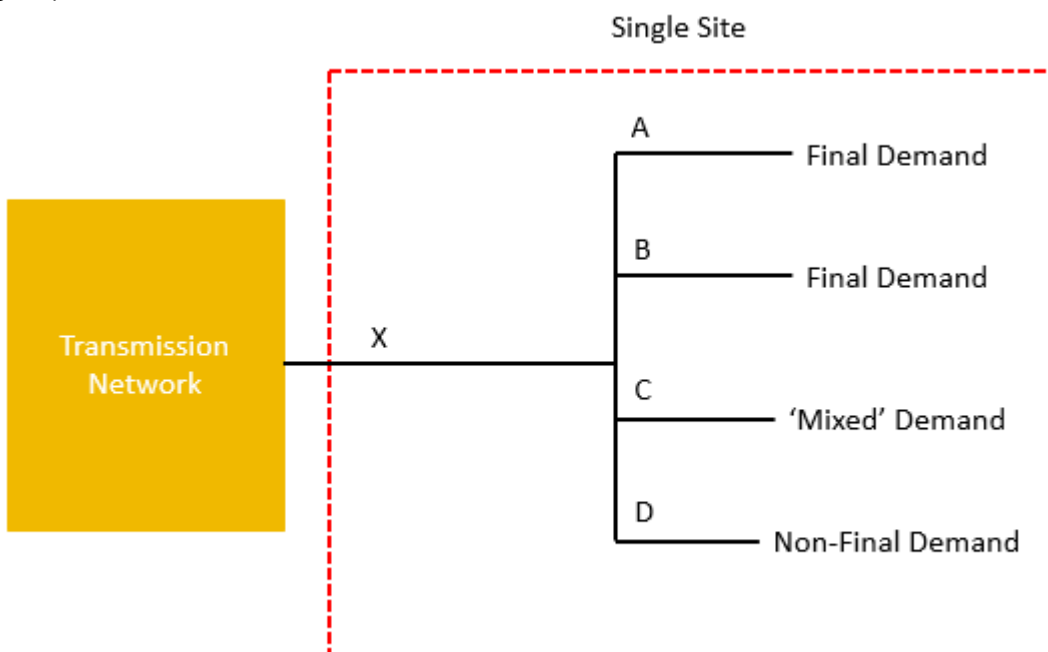 Single Site
A
Final Demand
B
Final Demand
Transmission
Network
X
C
‘Mixed’ Demand
D
Non-Final Demand